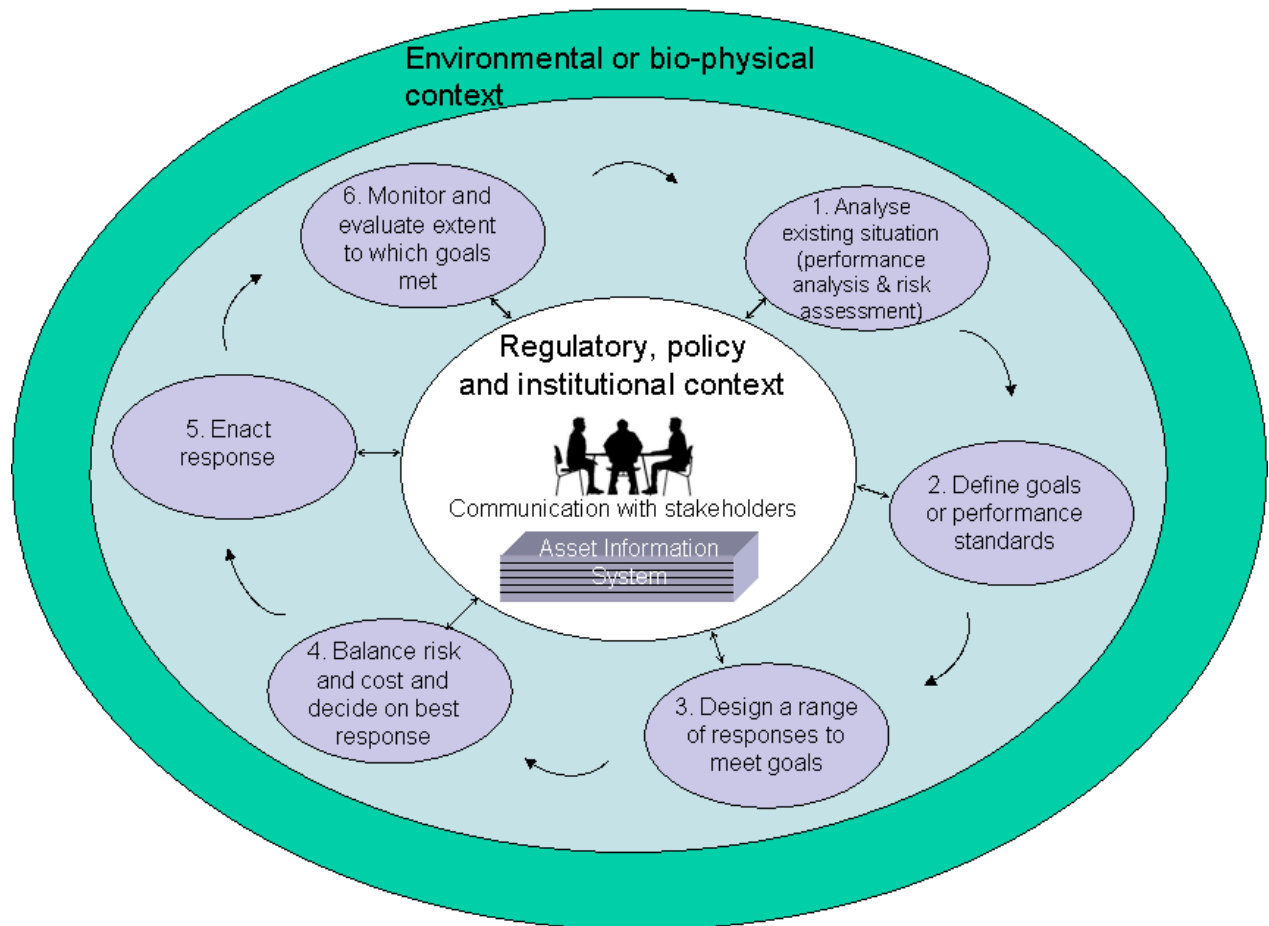 Environmental or bio-physical
context
6. Monitor and
evaluate extent
to which goals
met
1. Analyse
existing situation
(performance
analysis & risk
assessment)
Regulatory, policy
and institutional context
5. Enact
response
2. Define goals
or performance
standards
Communication with stakeholders
Asset Information
System
4. Balance risk
and cost and
decide on best
response
3. Design a range
of responses to
meet goals